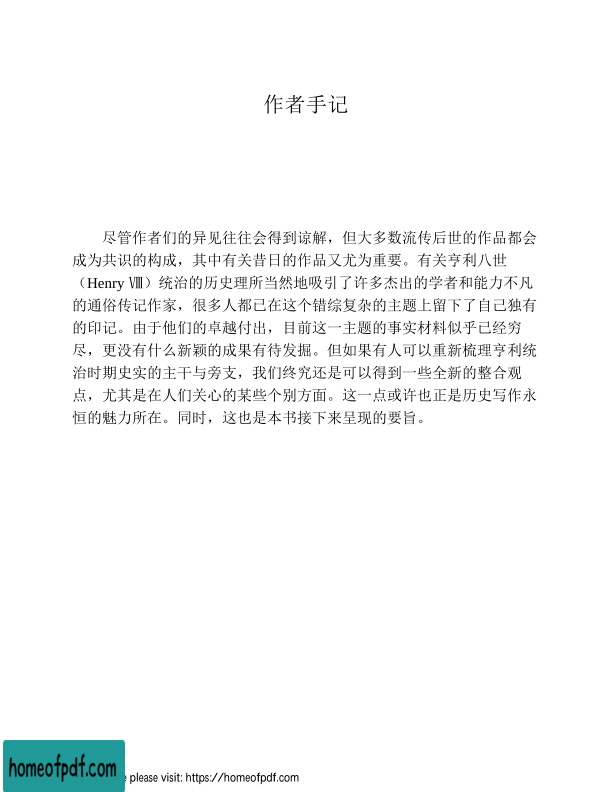 作者手记
尽管作者们的异见往往会得到谅解，但大多数流传后世的作品都会
成为共识的构成，其中有关昔日的作品又尤为重要。有关亨利八世
（Henry Ⅷ）统治的历史理所当然地吸引了许多杰出的学者和能力不凡
的通俗传记作家，很多人都已在这个错综复杂的主题上留下了自己独有
的印记。由于他们的卓越付出，目前这一主题的事实材料似乎已经穷
尽，更没有什么新颖的成果有待发掘。但如果有人可以重新梳理亨利统
治时期史实的主干与旁支，我们终究还是可以得到一些全新的整合观
点，尤其是在人们关心的某些个别方面。这一点或许也正是历史写作永
恒的魅力所在。同时，这也是本书接下来呈现的要旨。
homeofpdf.com
please visit: https://homeofpdf.com